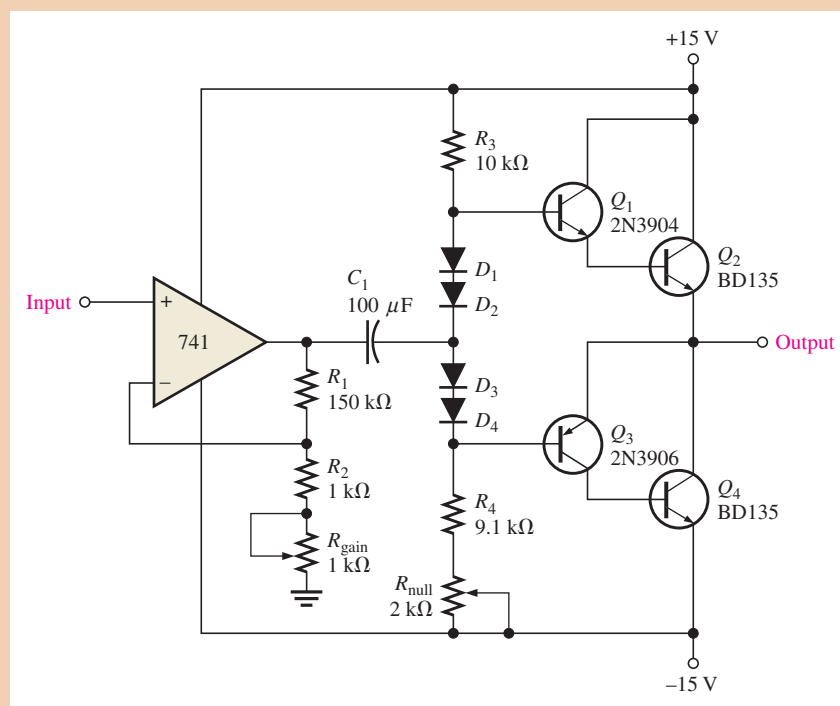 +15 V
R3
10 kΩ
Q1
2N3904
C1
100 μF
D1
D2
Q2
BD135
Input
+
741
–
Output
R1
150 kΩ
D3
D4
Q3
2N3906
R2
1 kΩ
R4
9.1 kΩ
Q4
BD135
Rgain
1 kΩ
Rnull
2 kΩ
–15 V